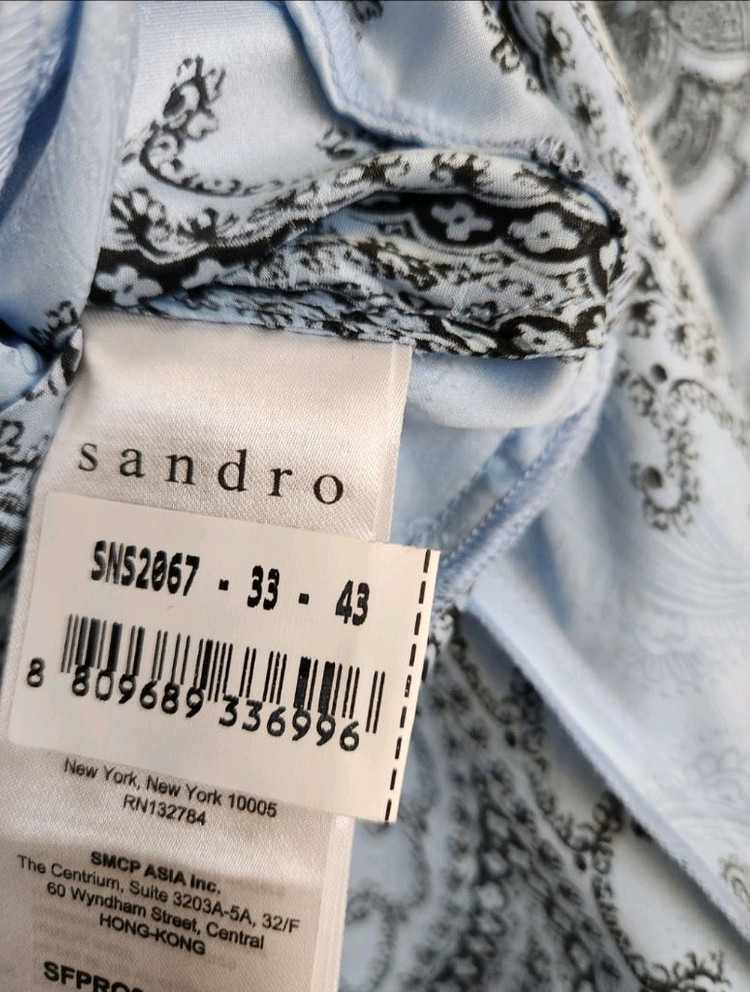 sandro
SNS2067 - 33 - 43
8 809689 336996
New York, New York 10005
RN132784
SMCP ASIA Inc.
The Centrium, Suite 3203A-5A, 32/F
60 Wyndham Street, Central
HONG-KONG